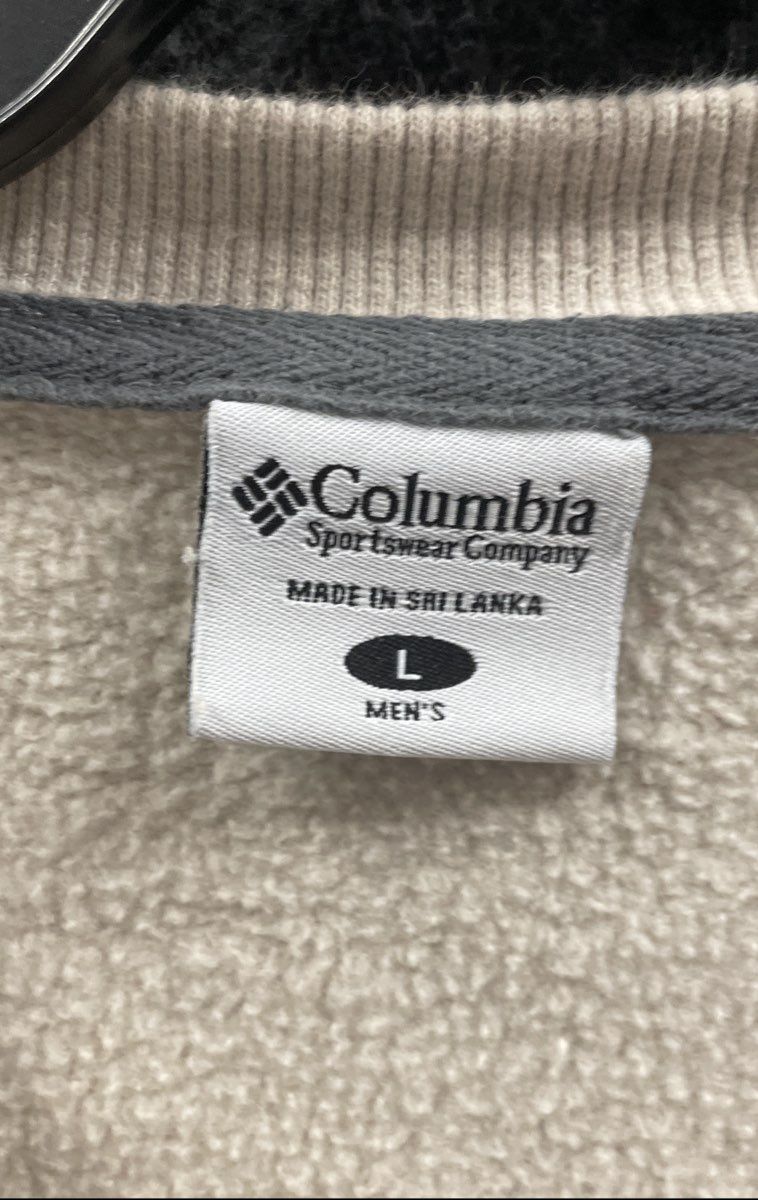 Columbia
Sportswear Company
MADE IN SRI LANKA
L
MEN'S